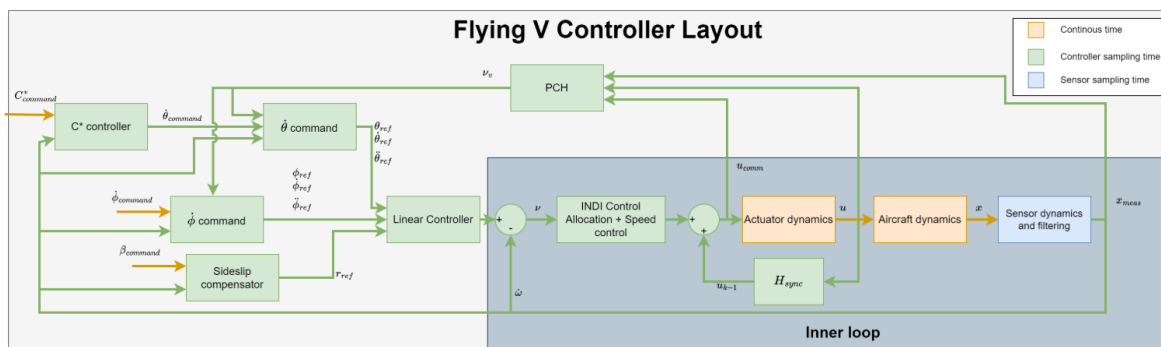 Flying V Controller Layout
Continous time
Controller sampling time
Sensor sampling time
C*command
C* controller
θ̇command
θ̇ command
νv
PCH
θref
θ̇ref
θ̈ref
ϕref
ϕ̇ref
ϕ̈ref
ϕ̇command
ϕ̇ command
βcommand
Sideslip
compensator
rref
Linear Controller
+
-
ν
ω̇
INDI Control
Allocation + Speed
control
+
+
ucomm
Actuator dynamics
u
Aircraft dynamics
x
Sensor dynamics
and filtering
xmeas
uk−1
Hsync
Inner loop